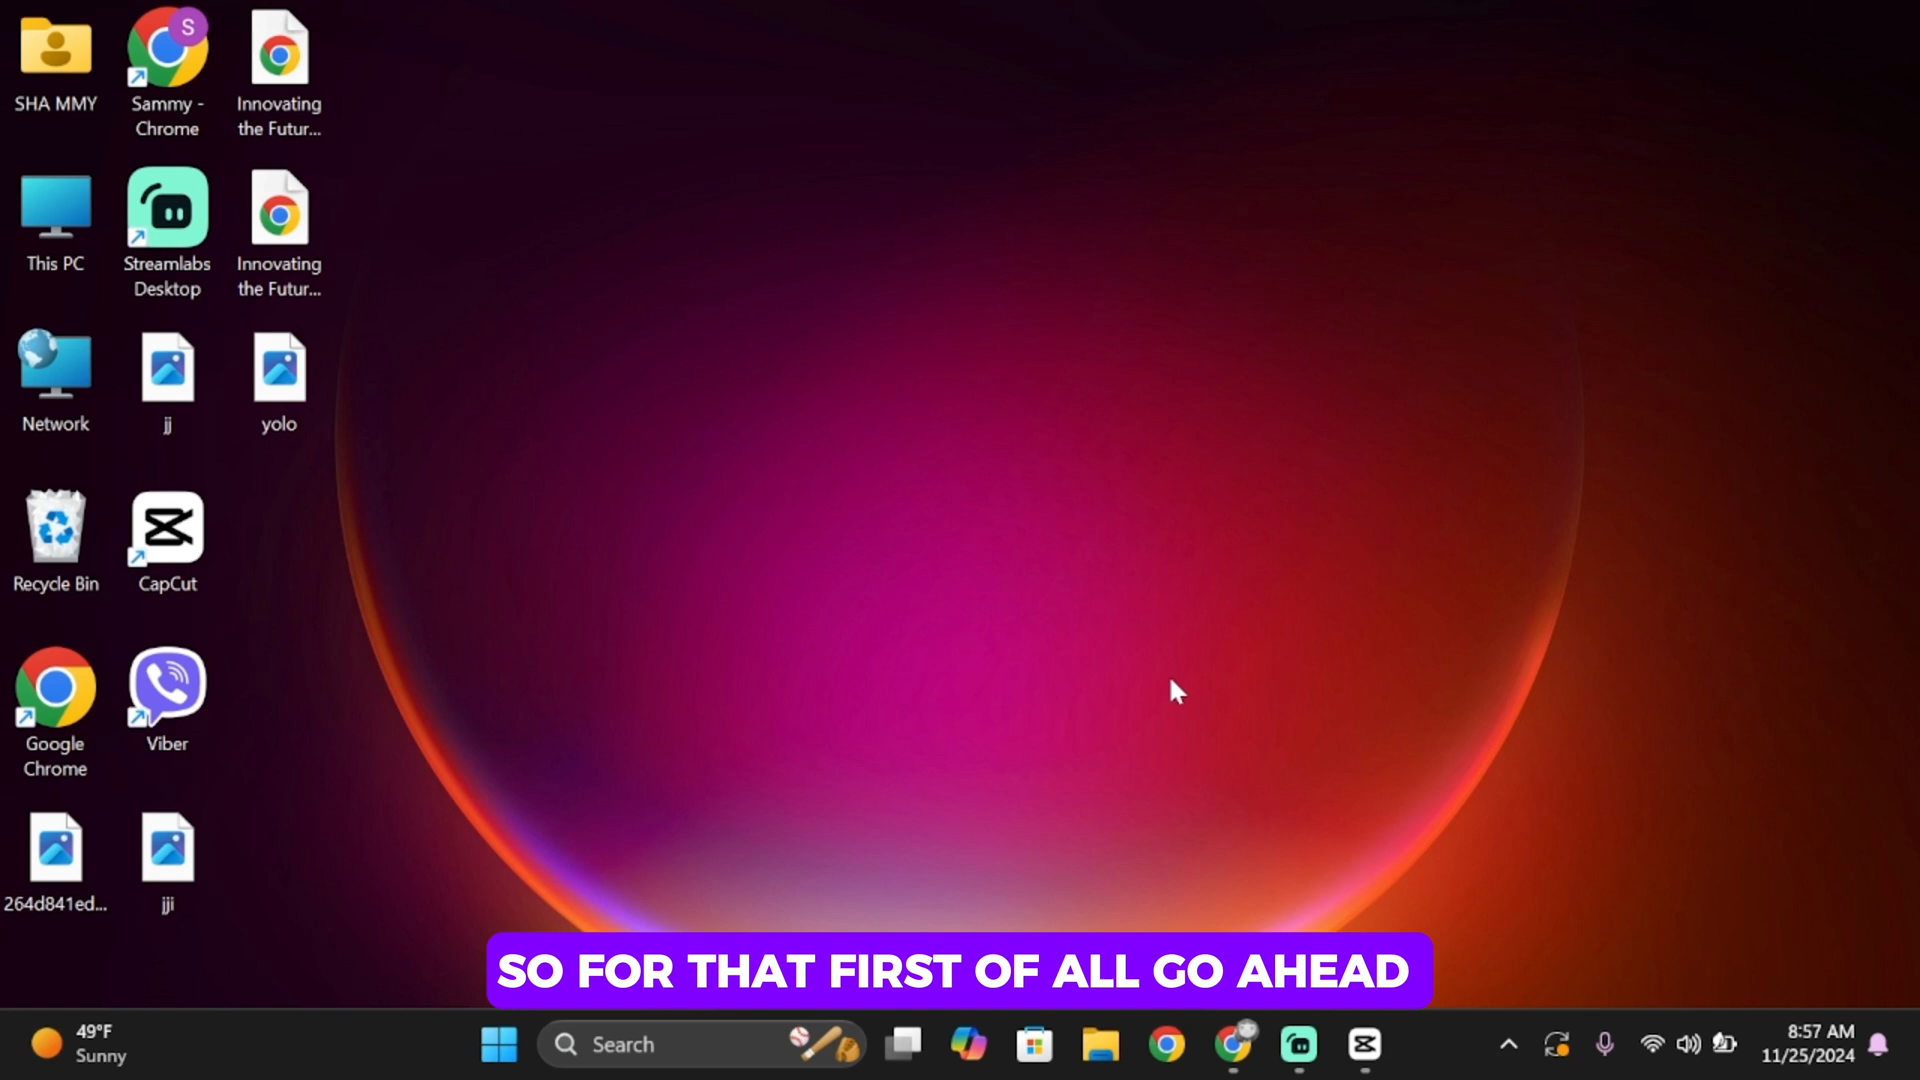 SHA MMY
S
Sammy -
Chrome
Innovating
the Futur...
This PC
Streamlabs
Desktop
Innovating
the Futur...
Network
jj
yolo
Recycle Bin
CapCut
Google
Chrome
Viber
264d841ed...
jji
SO FOR THAT FIRST OF ALL GO AHEAD
49°F
Sunny
Search
8:57 AM
11/25/2024